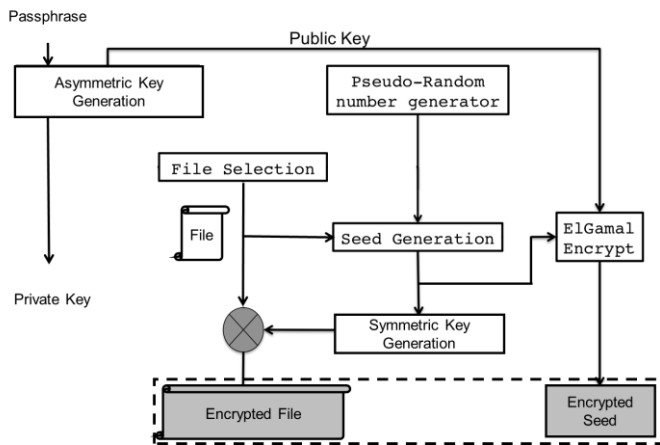 Passphrase
Public Key
Asymmetric Key
Generation
Pseudo-Random
number generator
File Selection
File
Seed Generation
ElGamal
Encrypt
Private Key
Symmetric Key
Generation
Encrypted File
Encrypted
Seed